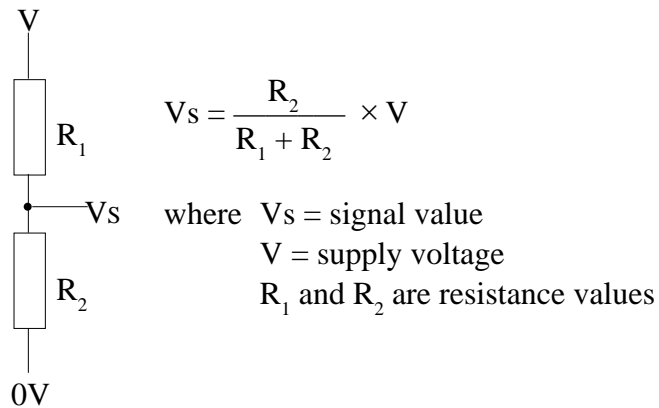 V
R₁
Vs
R₂
0V
Vs = R₂ / (R₁ + R₂) × V
where Vs = signal value
V = supply voltage
R₁ and R₂ are resistance values